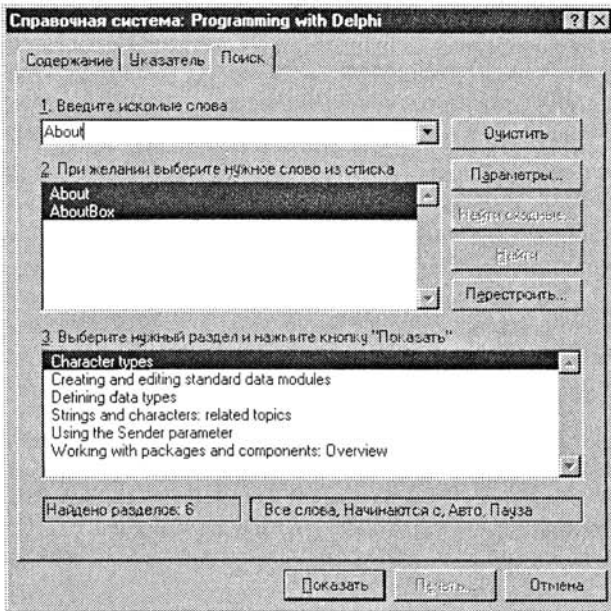 Справочная система: Programming with Delphi
Содержание Указатель Поиск
1. Введите искомые слова
About
Очистить
2. При желании выберите нужное слово из списка
Параметры...
About
AboutBox
Найти сходные...
Найти
Перестроить...
3. Выберите нужный раздел и нажмите кнопку "Показать"
Character types
Creating and editing standard data modules
Defining data types
Strings and characters: related topics
Using the Sender parameter
Working with packages and components: Overview
Найдено разделов: 6 Все слова, Начинаются с, Авто, Пауза
Показать Печать... Отмена